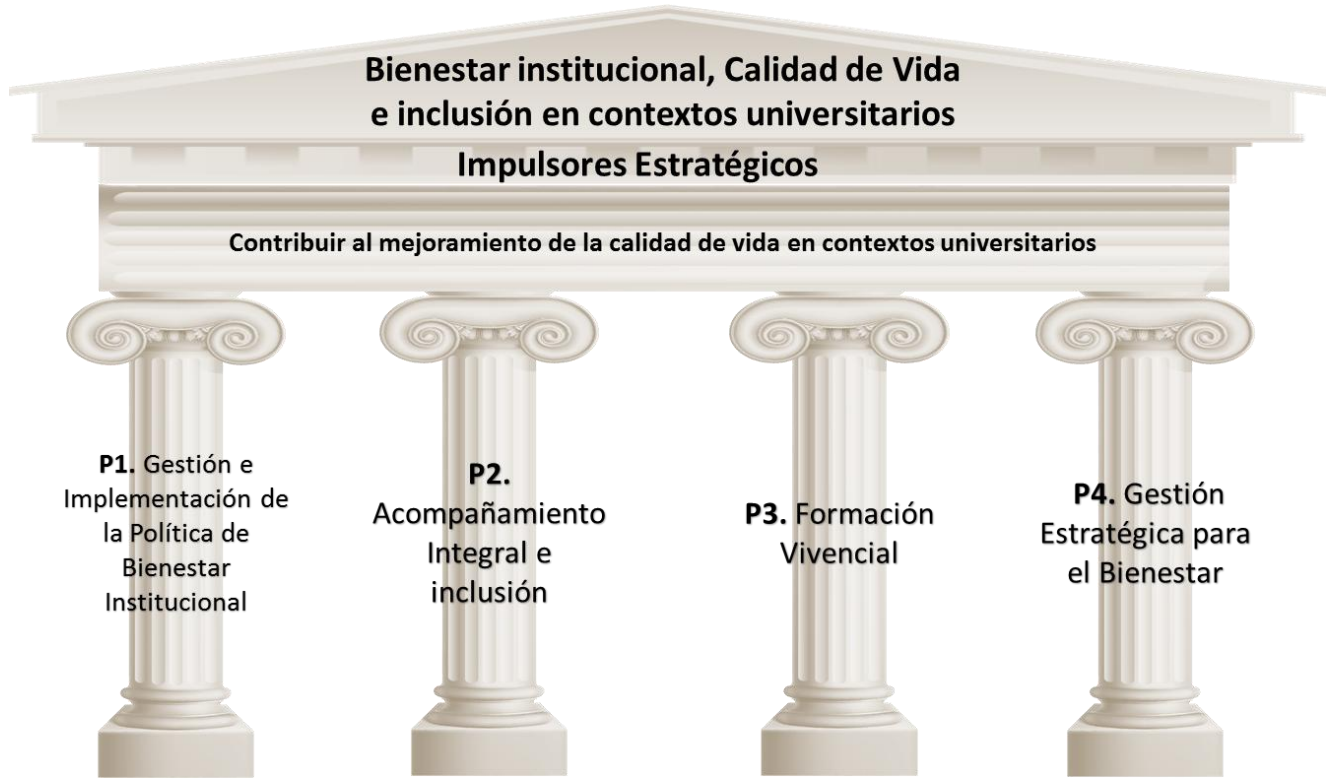 Bienestar institucional, Calidad de Vida
e inclusión en contextos universitarios
Impulsores Estratégicos
Contribuir al mejoramiento de la calidad de vida en contextos universitarios
P1. Gestión e
Implementación de
la Política de
Bienestar
Institucional
P2.
Acompañamiento
Integral e
inclusión
P3. Formación
Vivencial
P4. Gestión
Estratégica para
el Bienestar